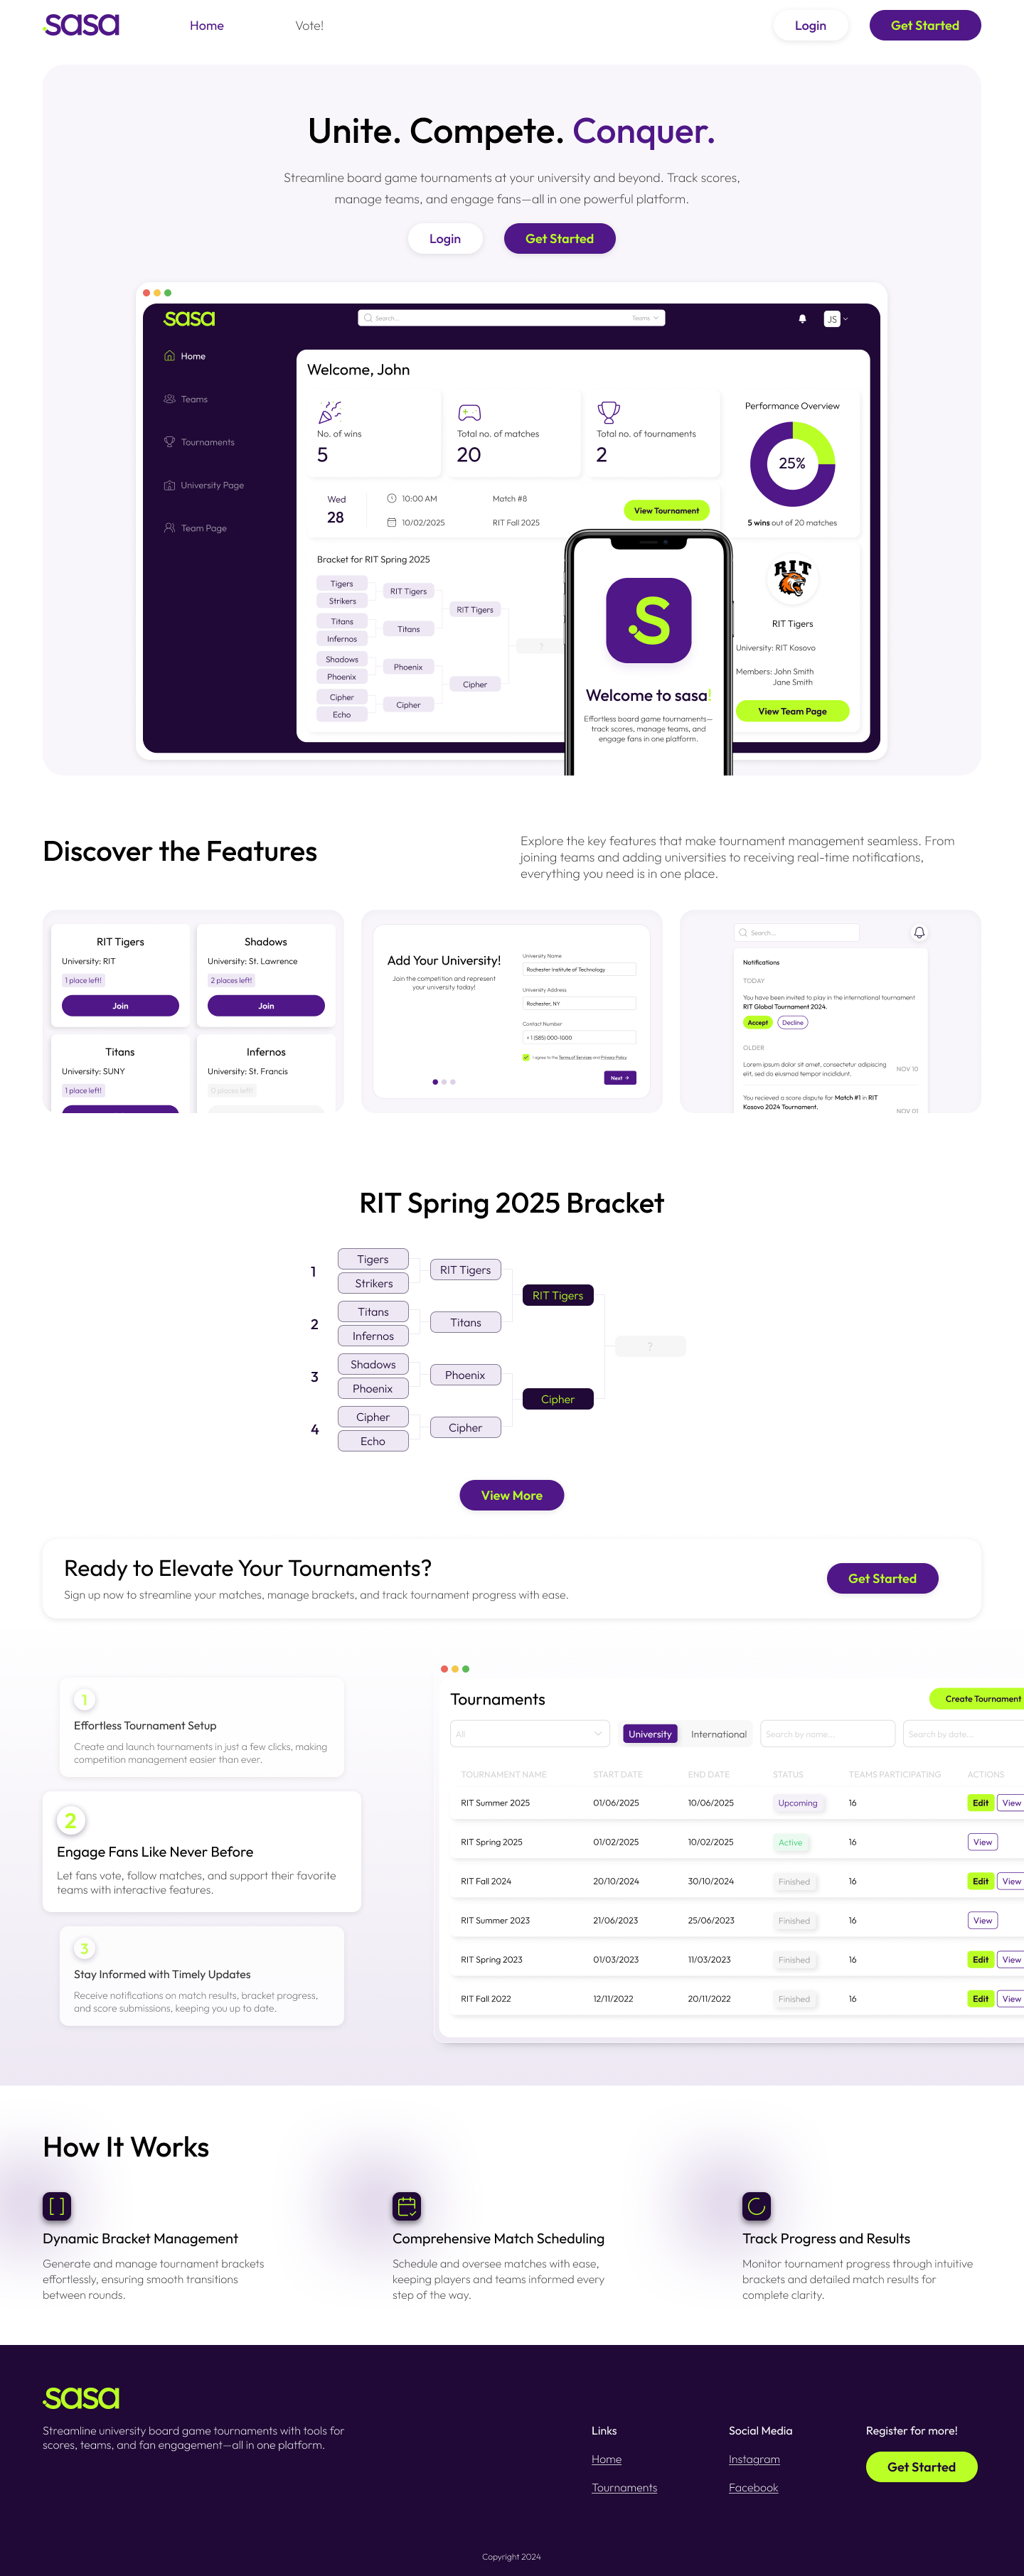 sasa
Home
Vote!
Login
Get Started
Unite. Compete. Conquer.
Streamline board game tournaments at your university and beyond. Track scores,
manage teams, and engage fans—all in one powerful platform.
Login
Get Started
sasa
Search...
Teams
JS
Home
Teams
Tournaments
University Page
Team Page
Welcome, John
No. of wins
5
Total no. of matches
20
Total no. of tournaments
2
Performance Overview
25%
5 wins out of 20 matches
Wed
28
10:00 AM
10/02/2025
Match #8
RIT Fall 2025
View Tournament
Bracket for RIT Spring 2025
Tigers
Strikers
Titans
Infernos
Shadows
Phoenix
Cipher
Echo
RIT Tigers
Titans
Phoenix
Cipher
RIT Tigers
Cipher
?
S
Welcome to sasa!
Effortless board game tournaments—
track scores, manage teams, and
engage fans in one platform.
RIT
RIT Tigers
University: RIT Kosovo
Members: John Smith
Jane Smith
View Team Page
Discover the Features
Explore the key features that make tournament management seamless. From
joining teams and adding universities to receiving real-time notifications,
everything you need is in one place.
RIT Tigers
University: RIT
1 place left!
Join
Shadows
University: St. Lawrence
2 places left!
Join
Titans
University: SUNY
1 place left!
Infernos
University: St. Francis
0 places left!
Add Your University!
Join the competition and represent
your university today!
University Name
Rochester Institute of Technology
University Address
Rochester, NY
Contact Number
+ 1 (585) 000-1000
I agree to the Terms of Services and Privacy Policy
Next →
Search...
Notifications
TODAY
You have been invited to play in the international tournament
RIT Global Tournament 2024.
Accept
Decline
OLDER
Lorem ipsum dolor sit amet, consectetur adipiscing
elit, sed do eiusmod tempor incididunt.
NOV 10
You recieved a score dispute for Match #1 in RIT
Kosovo 2024 Tournament.
NOV 01
RIT Spring 2025 Bracket
1
Tigers
Strikers
2
Titans
Infernos
3
Shadows
Phoenix
4
Cipher
Echo
RIT Tigers
Titans
Phoenix
Cipher
RIT Tigers
Cipher
?
View More
Ready to Elevate Your Tournaments?
Sign up now to streamline your matches, manage brackets, and track tournament progress with ease.
Get Started
1
Effortless Tournament Setup
Create and launch tournaments in just a few clicks, making
competition management easier than ever.
2
Engage Fans Like Never Before
Let fans vote, follow matches, and support their favorite
teams with interactive features.
3
Stay Informed with Timely Updates
Receive notifications on match results, bracket progress,
and score submissions, keeping you up to date.
Tournaments
Create Tournament
All
University
International
Search by name...
Search by date...
TOURNAMENT NAME START DATE END DATE STATUS TEAMS PARTICIPATING ACTIONS
RIT Summer 2025 01/06/2025 10/06/2025 Upcoming 16 Edit View
RIT Spring 2025 01/02/2025 10/02/2025 Active 16 View
RIT Fall 2024 20/10/2024 30/10/2024 Finished 16 Edit View
RIT Summer 2023 21/06/2023 25/06/2023 Finished 16 View
RIT Spring 2023 01/03/2023 11/03/2023 Finished 16 Edit View
RIT Fall 2022 12/11/2022 20/11/2022 Finished 16 Edit View
How It Works
Dynamic Bracket Management
Generate and manage tournament brackets
effortlessly, ensuring smooth transitions
between rounds.
Comprehensive Match Scheduling
Schedule and oversee matches with ease,
keeping players and teams informed every
step of the way.
Track Progress and Results
Monitor tournament progress through intuitive
brackets and detailed match results for
complete clarity.
sasa
Streamline university board game tournaments with tools for
scores, teams, and fan engagement—all in one platform.
Links
Home
Tournaments
Social Media
Instagram
Facebook
Register for more!
Get Started
Copyright 2024